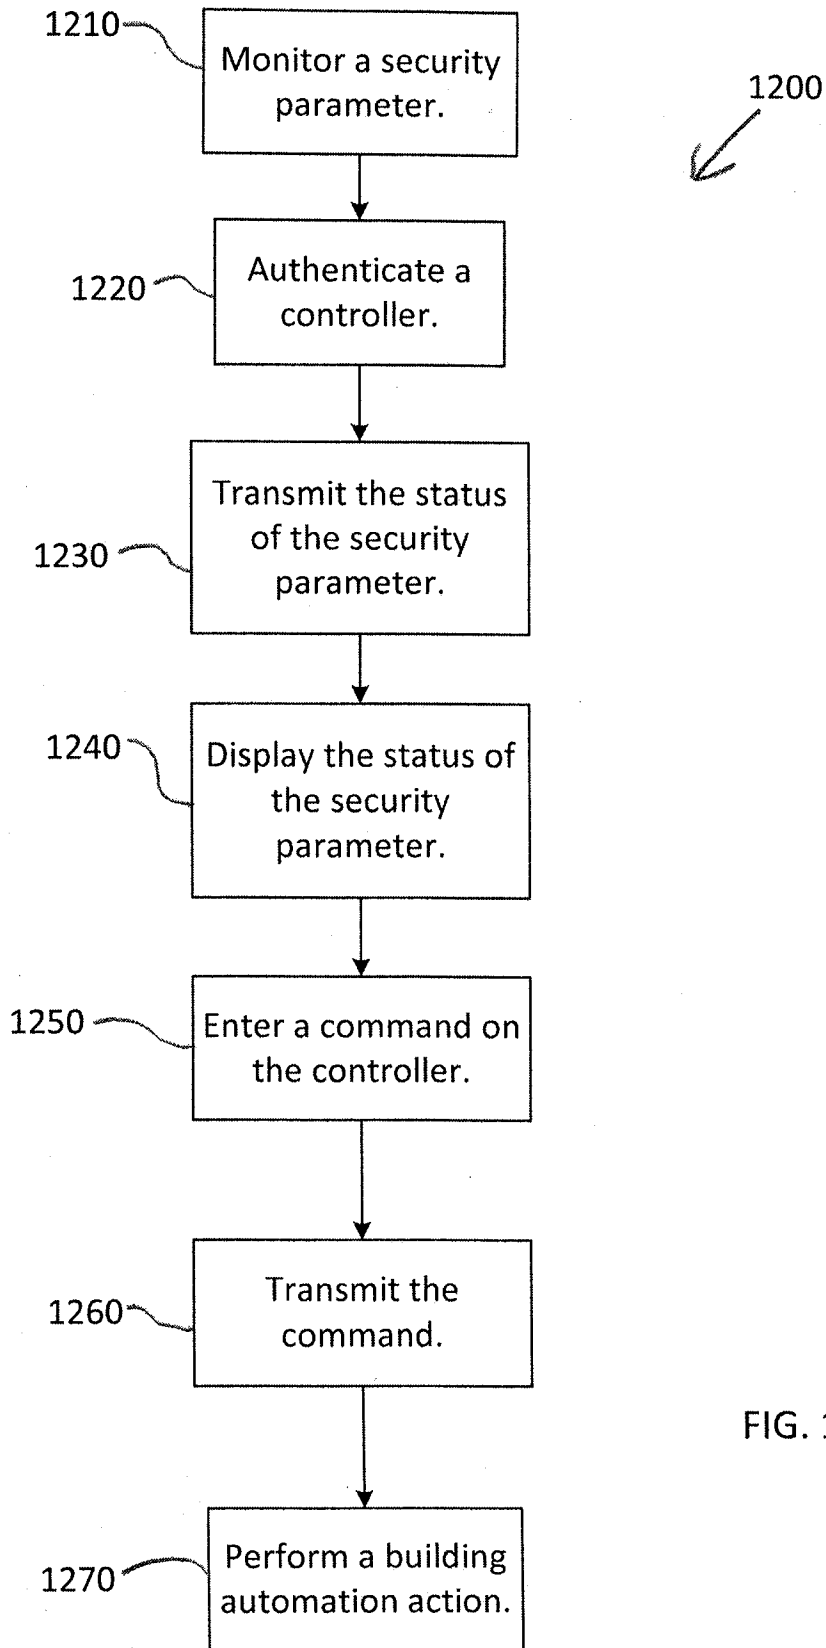 1210
Monitor a security
parameter.
1200
1220
Authenticate a
controller.
1230
Transmit the status
of the security
parameter.
1240
Display the status of
the security
parameter.
1250
Enter a command on
the controller.
1260
Transmit the
command.
FIG.
1270
Perform a building
automation action.